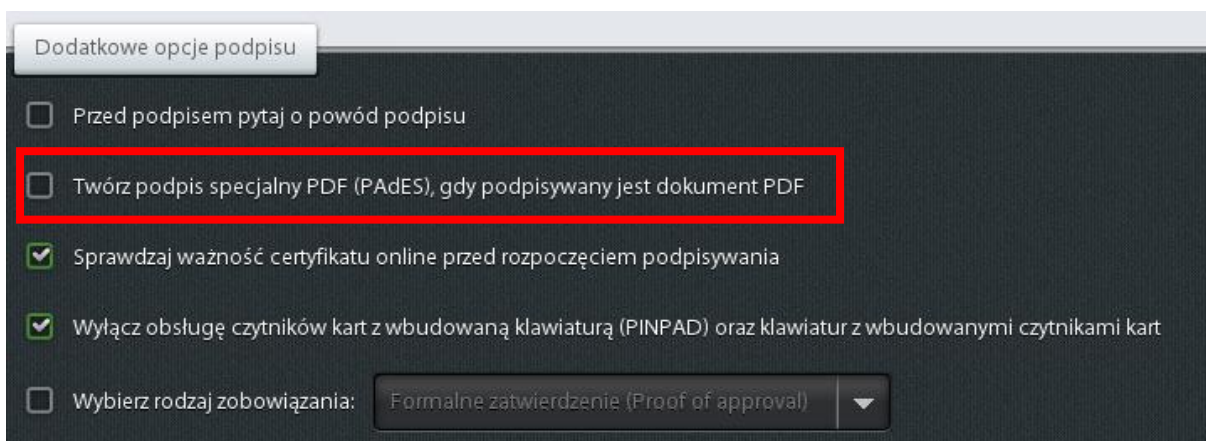 Dodatkowe opcje podpisu
Przed podpisem pytaj o powód podpisu
Twórz podpis specjalny PDF (PAdES), gdy podpisywany jest dokument PDF
Sprawdzaj ważność certyfikatu online przed rozpoczęciem podpisywania
Wyłącz obsługę czytników kart z wbudowaną klawiaturą (PINPAD) oraz klawiatur z wbudowanymi czytnikami kart
Wybierz rodzaj zobowiązania: Formalne zatwierdzenie (Proof of approval)